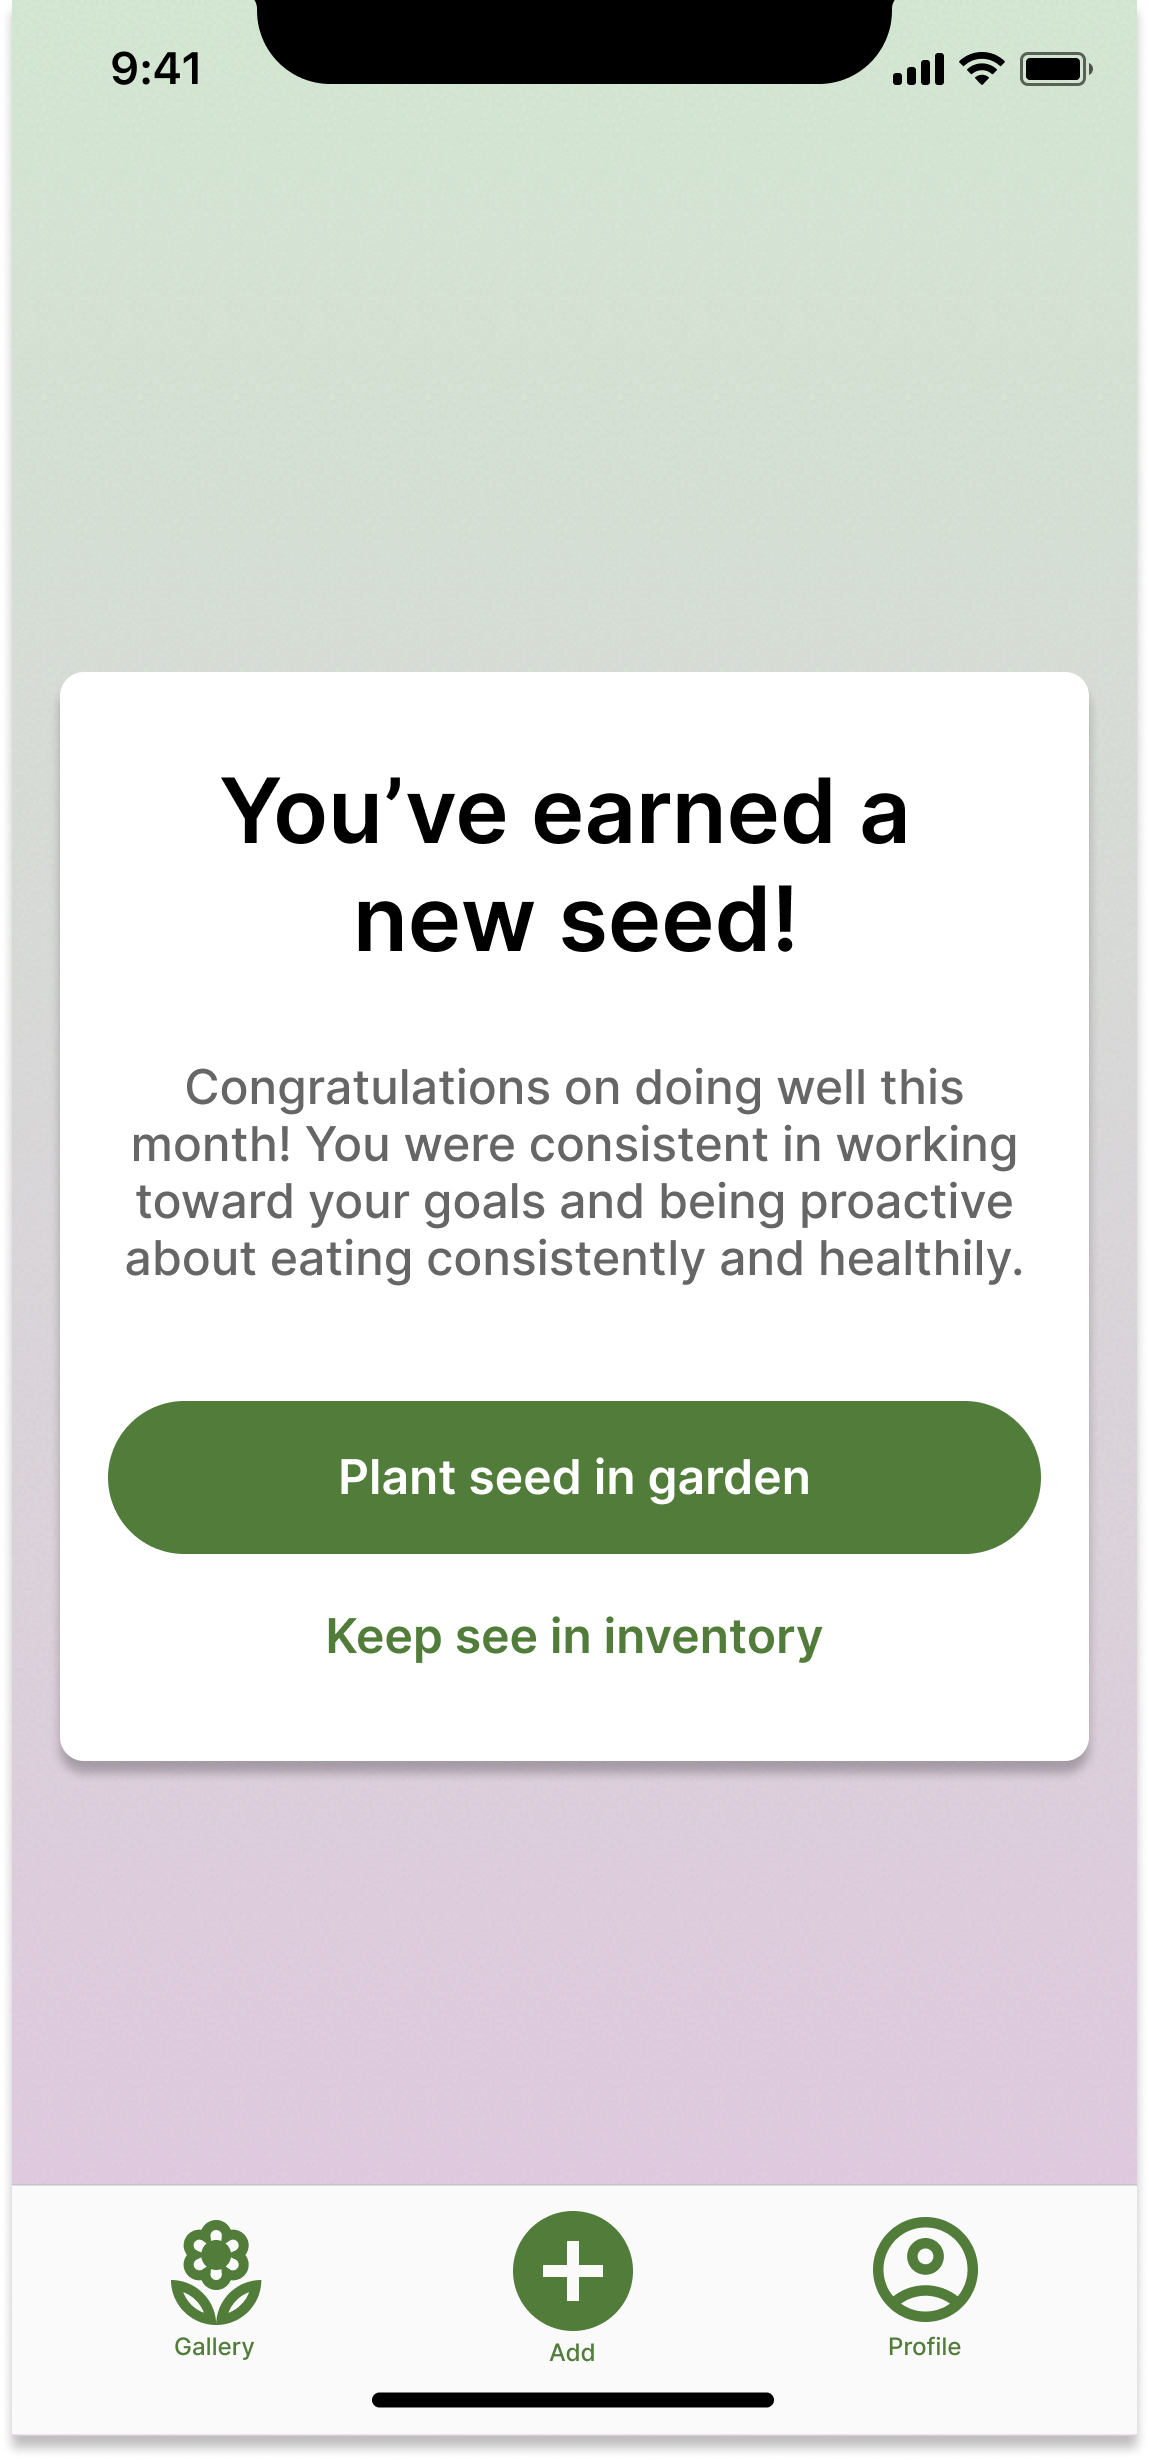 9:41
You’ve earned a
new seed!
Congratulations on doing well this
month! You were consistent in working
toward your goals and being proactive
about eating consistently and healthily.
Plant seed in garden
Keep see in inventory
Gallery
Add
Profile